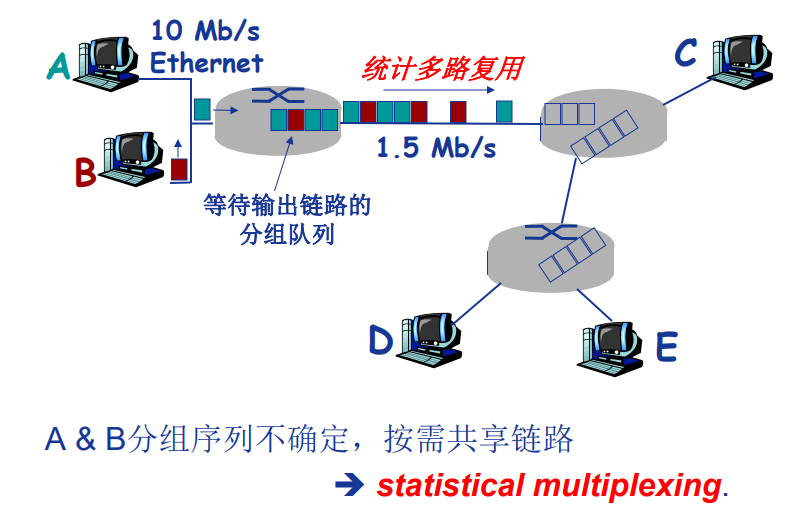 10 Mb/s
Ethernet
A
统计多路复用
C
1.5 Mb/s
B
等待输出链路的
分组队列
D
E
A & B分组序列不确定，按需共享链路
➔ statistical multiplexing.